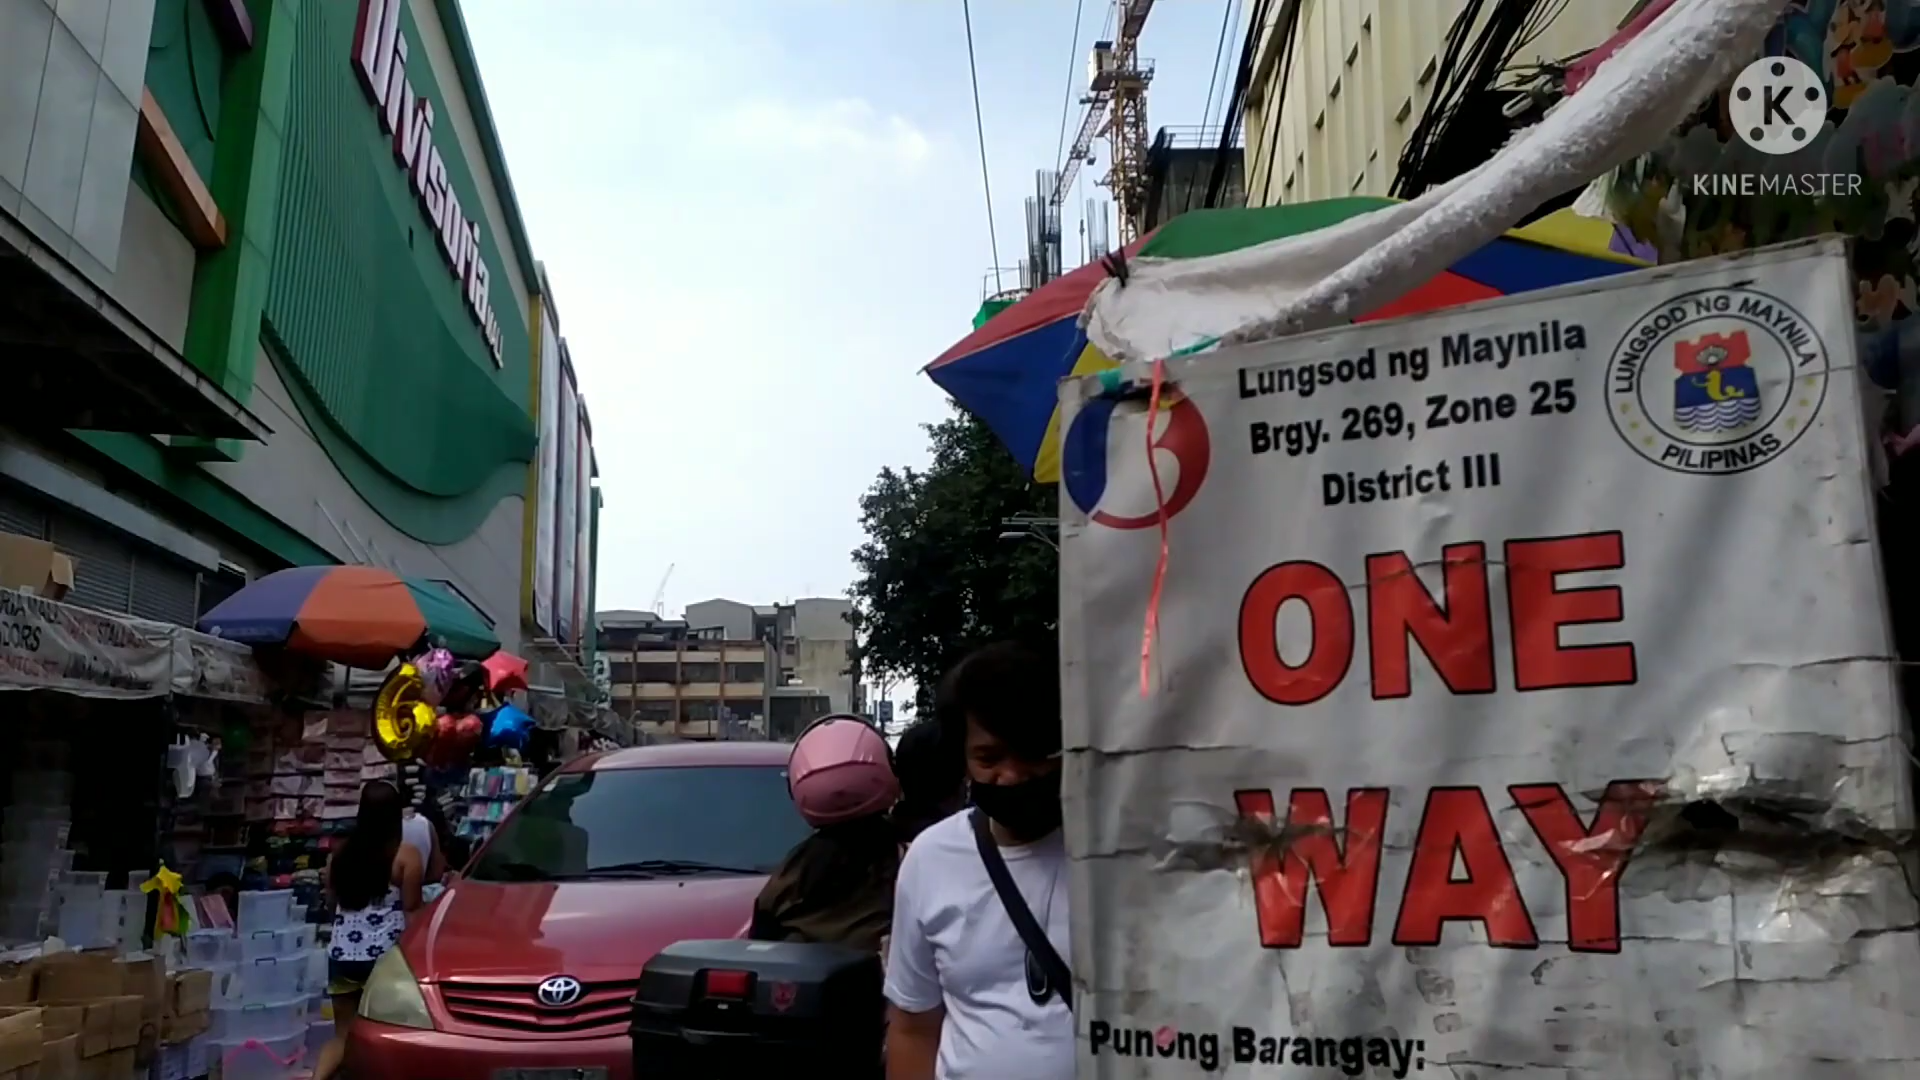 Divisoria
MALL
KINEMASTER
Lungsod ng Maynila
Brgy. 269, Zone 25
District III
LUNGSOD NG MAYNILA
PILIPINAS
ONE
WAY
Punong Barangay: